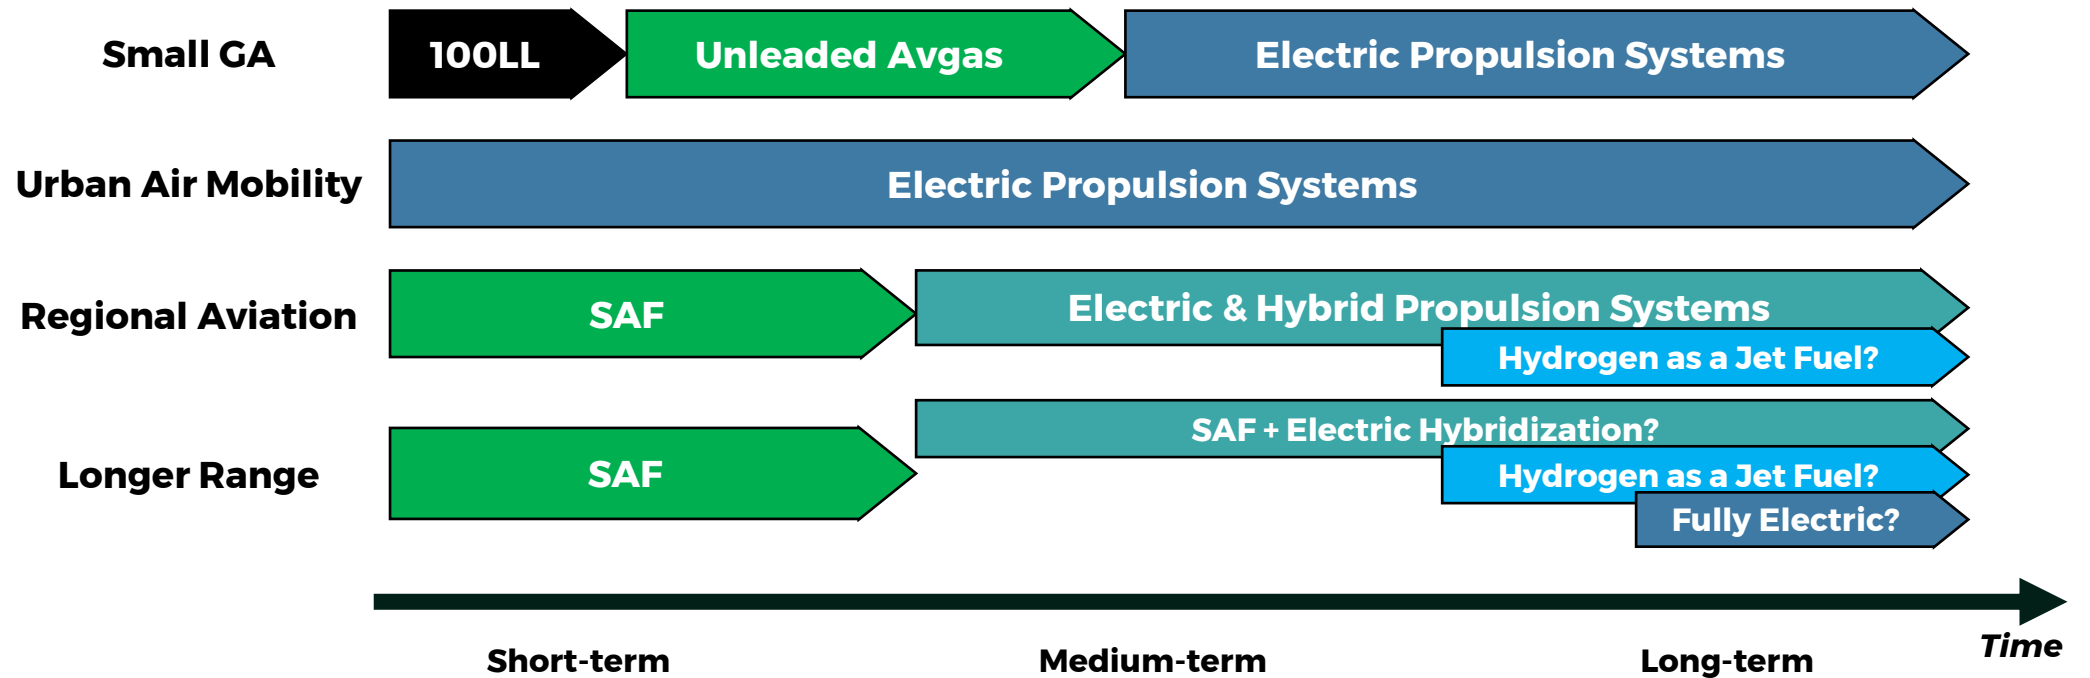 Small GA
100LL
Unleaded Avgas
Electric Propulsion Systems
Urban Air Mobility
Electric Propulsion Systems
Regional Aviation
SAF
Electric & Hybrid Propulsion Systems
Hydrogen as a Jet Fuel?
Longer Range
SAF
SAF + Electric Hybridization?
Hydrogen as a Jet Fuel?
Fully Electric?
Time
Short-term
Medium-term
Long-term